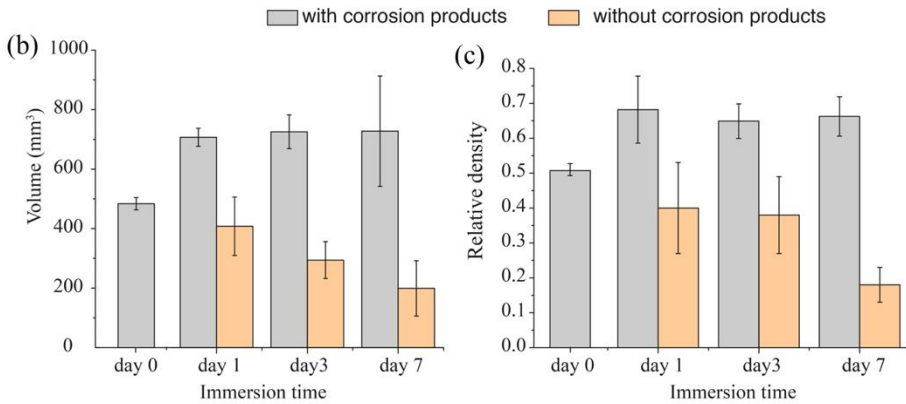 with corrosion products
without corrosion products
(b)
1000
800
600
400
200
0
Volume (mm³)
day 0
day 1
day3
day 7
Immersion time
(c)
0.8
0.7
0.6
0.5
0.4
0.3
0.2
0.1
0.0
Relative density
day 0
day 1
day 3
day 7
Immersion time